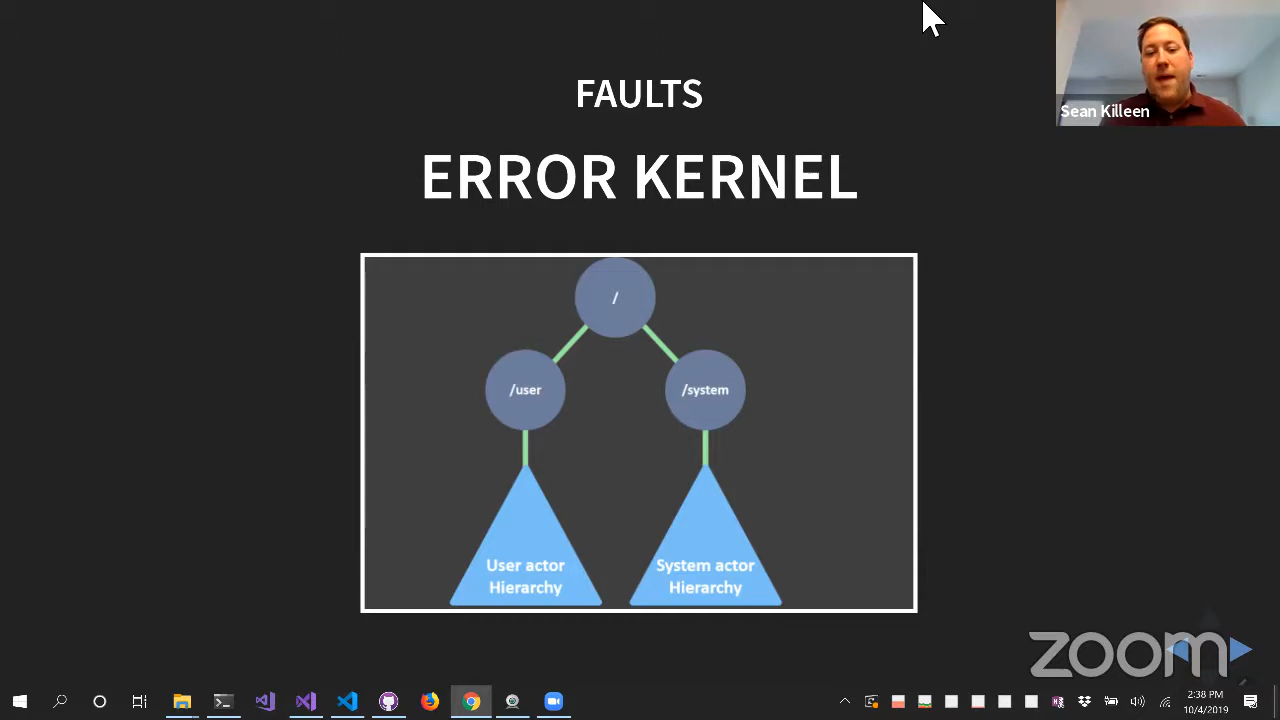 FAULTS
Sean Killeen
ERROR KERNEL
/
/user
/system
User actor
Hierarchy
System actor
Hierarchy
zoom
2:38 PM
10/4/2019